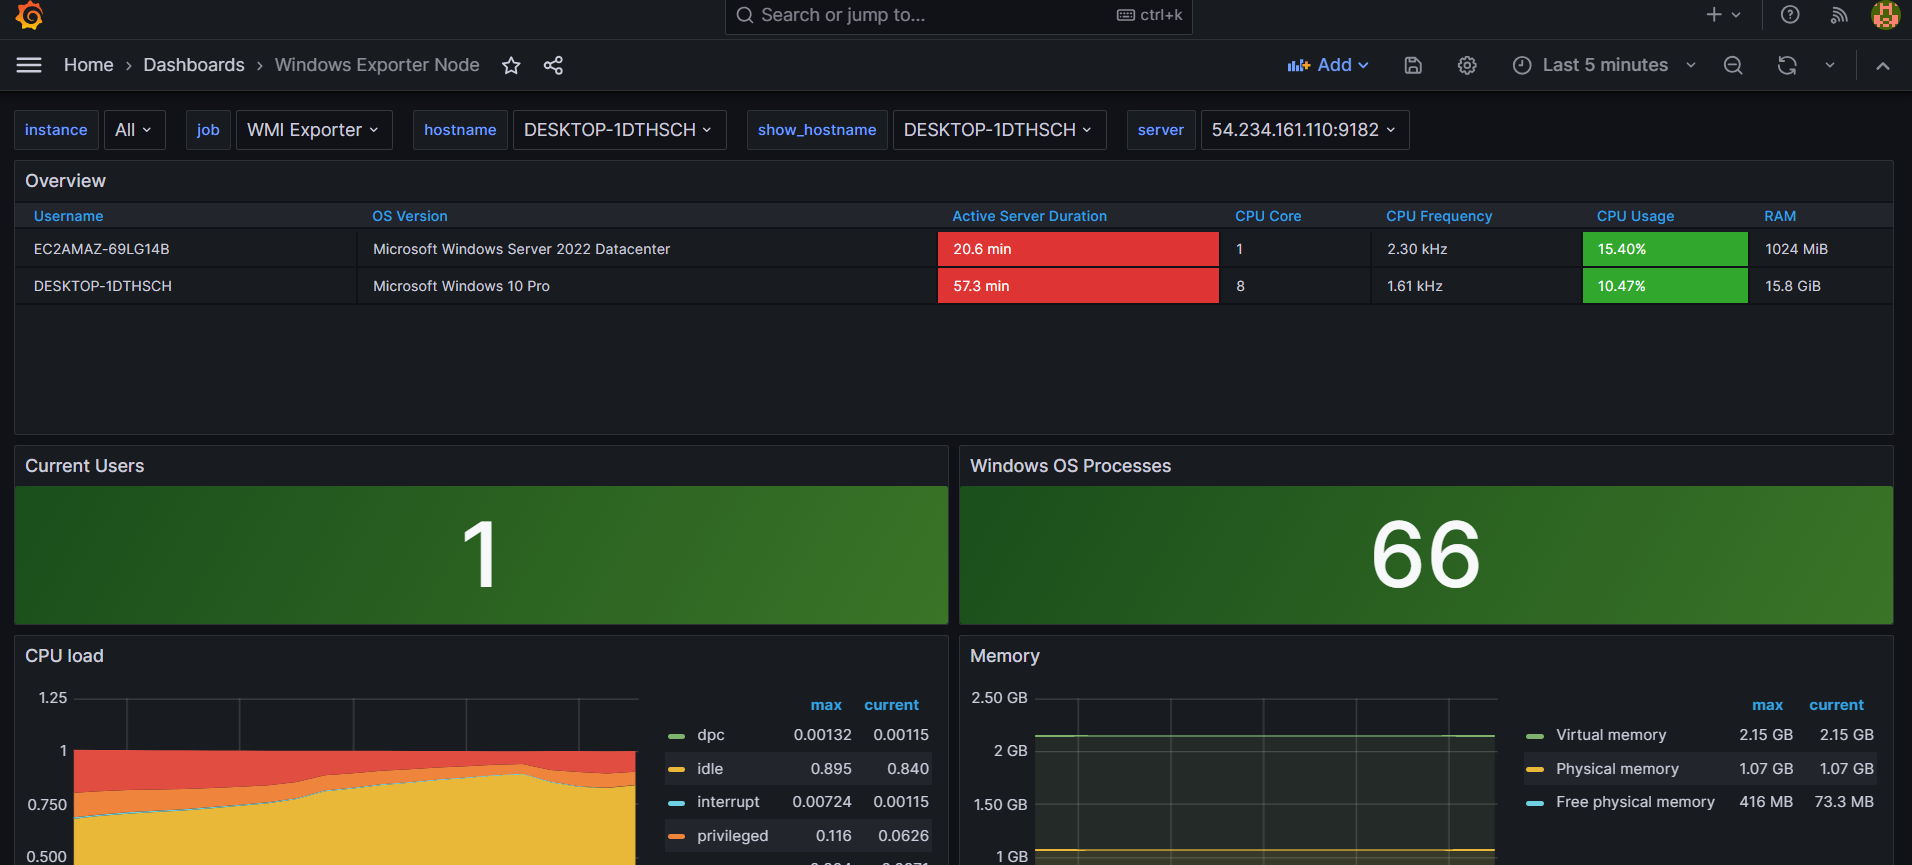 Search or jump to... ctrl+k
Home › Dashboards › Windows Exporter Node Add Last 5 minutes
instance All job WMI Exporter hostname DESKTOP-1DTHSCH show_hostname DESKTOP-1DTHSCH server 54.234.161.110:9182
Overview
Username OS Version Active Server Duration CPU Core CPU Frequency CPU Usage RAM
EC2AMAZ-69LG14B Microsoft Windows Server 2022 Datacenter 20.6 min 1 2.30 kHz 15.40% 1024 MiB
DESKTOP-1DTHSCH Microsoft Windows 10 Pro 57.3 min 8 1.61 kHz 10.47% 15.8 GiB
Current Users
1
Windows OS Processes
66
CPU load
1.25
1
0.750
0.500
max current
dpc 0.00132 0.00115
idle 0.895 0.840
interrupt 0.00724 0.00115
privileged 0.116 0.0626
Memory
2.50 GB
2 GB
1.50 GB
1 GB
max current
Virtual memory 2.15 GB 2.15 GB
Physical memory 1.07 GB 1.07 GB
Free physical memory 416 MB 73.3 MB